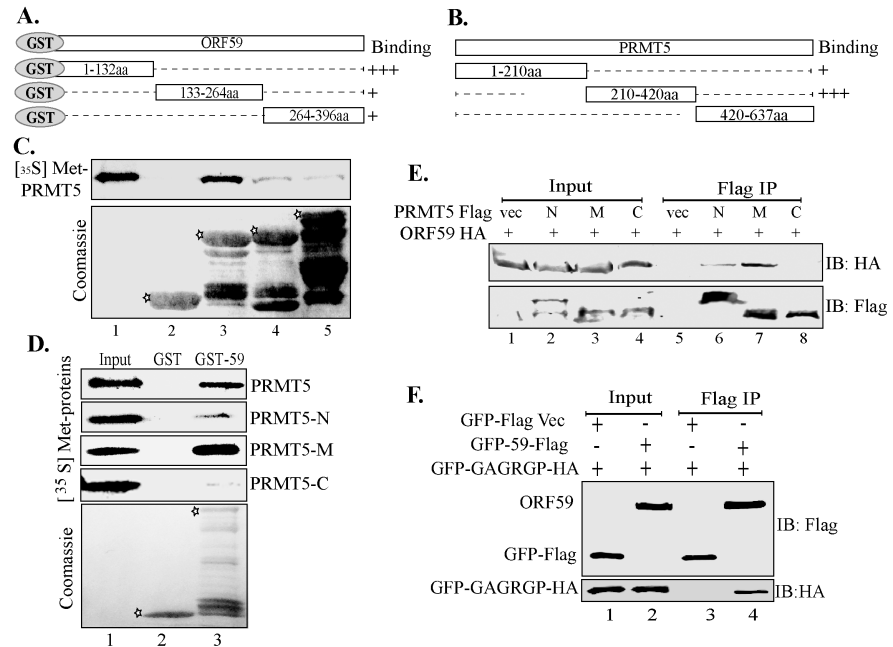 A.
GST ORF59 Binding
GST 1-132aa +++
GST 133-264aa +
GST 264-396aa +
B.
PRMT5 Binding
1-210aa +
210-420aa +++
420-637aa
C.
[35S] Met-
PRMT5
Coomassie
1 2 3 4 5
D.
Input GST GST-59
[35S] Met-proteins
PRMT5
PRMT5-N
PRMT5-M
PRMT5-C
Coomassie
1 2 3
E.
Input Flag IP
PRMT5 Flag vec N M C vec N M C
ORF59 HA + + + + + + + +
IB: HA
IB: Flag
1 2 3 4 5 6 7 8
F.
Input Flag IP
GFP-Flag Vec + - + -
GFP-59-Flag - + - +
GFP-GAGRGP-HA + + + +
ORF59
IB: Flag
GFP-Flag
GFP-GAGRGP-HA IB:HA
1 2 3 4